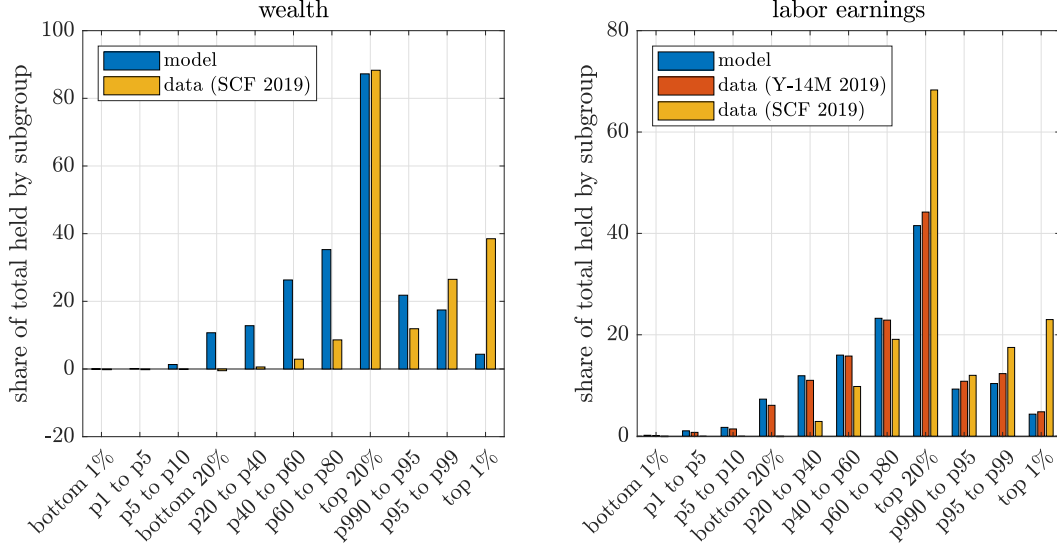 wealth
share of total held by subgroup
100
80
60
40
20
0
-20
model
data (SCF 2019)
bottom 1%
p1 to p5
p5 to p10
bottom 20%
p20 to p40
p40 to p60
p60 to p80
top 20%
p990 to p95
p95 to p99
top 1%
labor earnings
share of total held by subgroup
80
60
40
20
0
model
data (Y-14M 2019)
data (SCF 2019)
bottom 1%
p1 to p5
p5 to p10
bottom 20%
p20 to p40
p40 to p60
p60 to p80
top 20%
p990 to p95
p95 to p99
top 1%